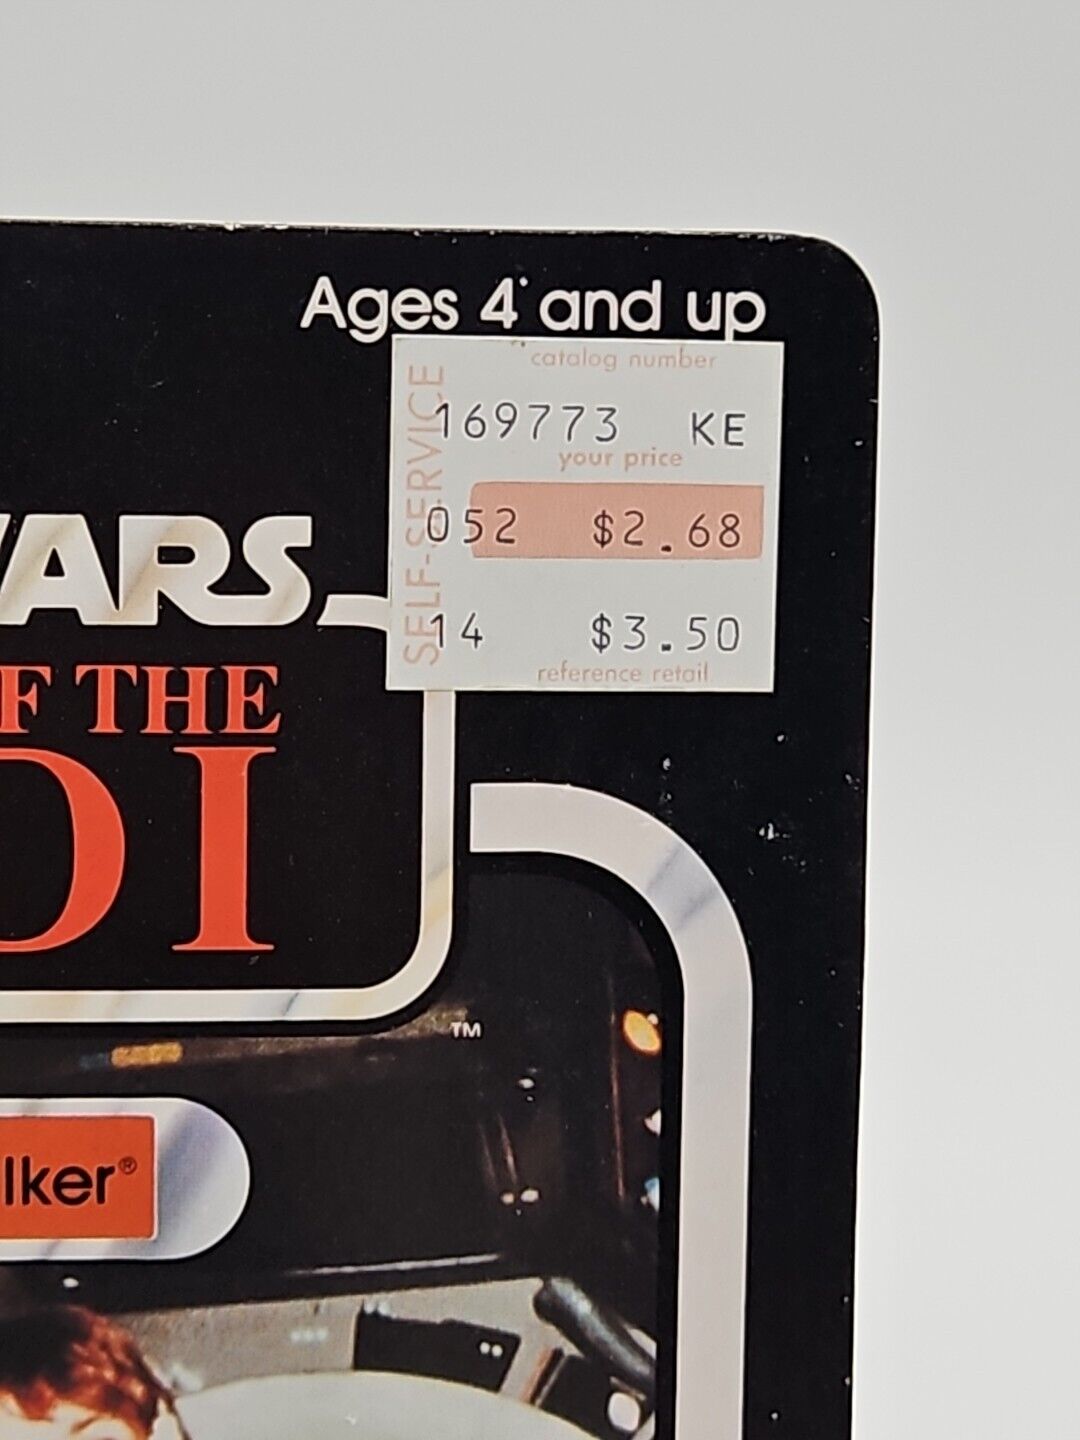 Ages 4 and up
catalog number
169773 KE
your price
052 $2.68
14 $3.50
reference retail
SELF-SERVICE
WARS
F THE
DI
TM
lker®